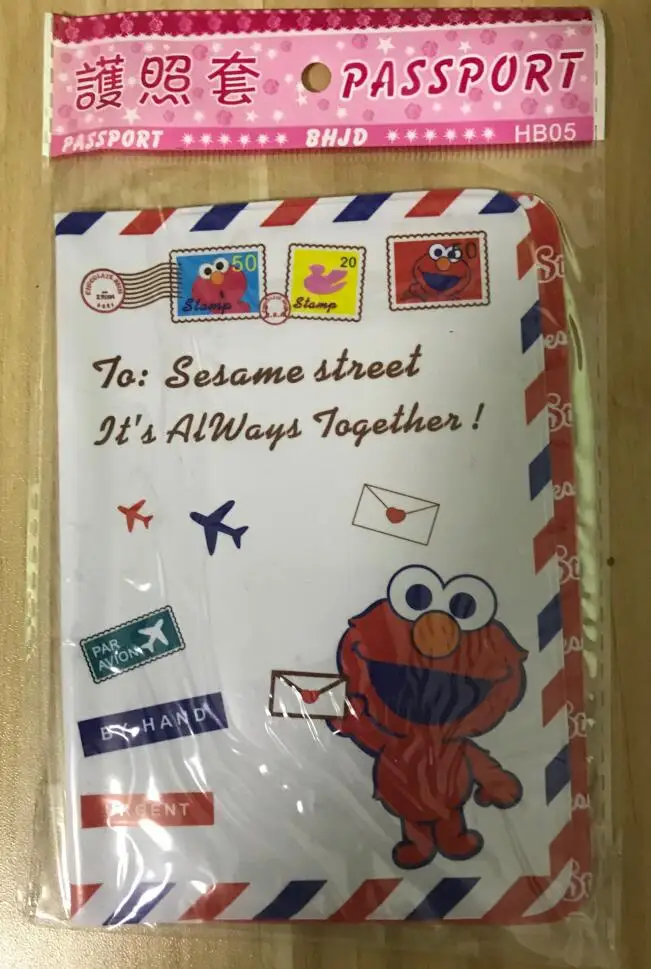 護照套 PASSPORT
PASSPORT ****** BHJD ****** HB05
50 20 50
Stamp Stamp
To: Sesame street
It's AlWays Together !
PAR
AVION
BY HAND
URGENT